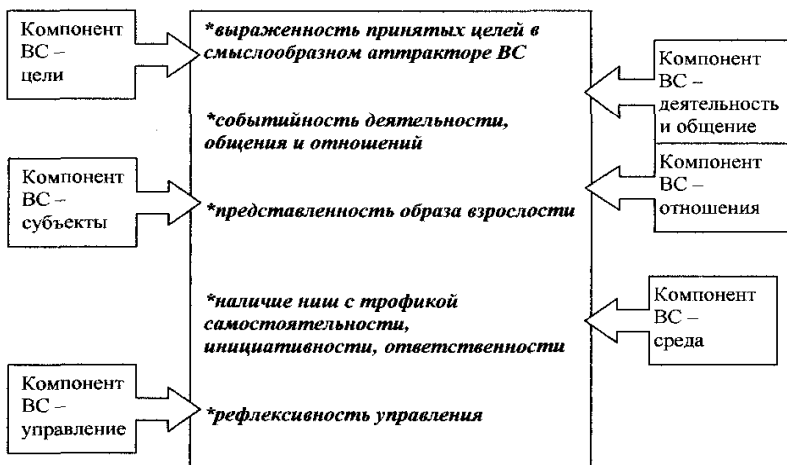 Компонент
ВС –
цели
*выраженность принятых целей в
смыслообразном аттракторе ВС
Компонент
ВС –
деятельность
и общение
*событийность деятельности,
общения и отношений
Компонент
ВС –
субъекты
Компонент
ВС –
отношения
*представленность образа взрослости
*наличие ниш с трофикой
самостоятельности,
инициативности, ответственности
Компонент
ВС –
среда
Компонент
ВС –
управление
*рефлексивность управления